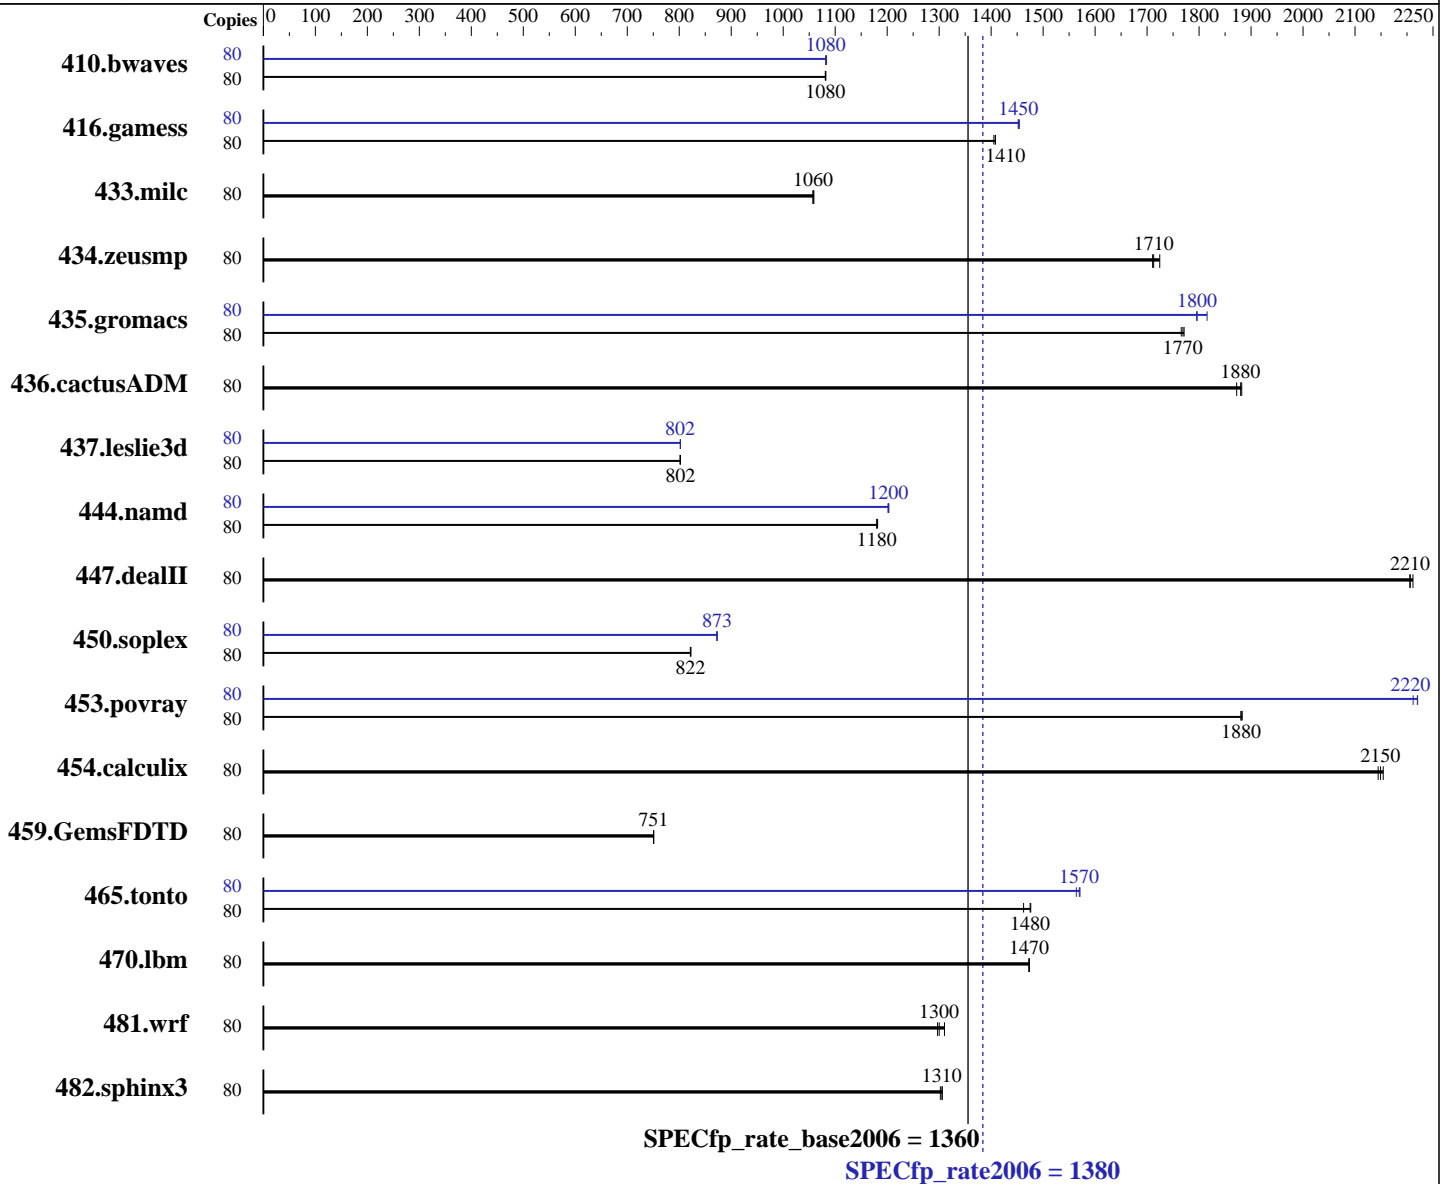 Copies 0 100 200 300 400 500 600 700 800 900 1000 1100 1200 1300 1400 1500 1600 1700 1800 1900 2000 2100 2250
410.bwaves 80 1080
80 1080
416.gamess 80 1450
80 1410
433.milc 80 1060
434.zeusmp 80 1710
435.gromacs 80 1800
80 1770
436.cactusADM 80 1880
437.leslie3d 80 802
80 802
444.namd 80 1200
80 1180
447.dealII 80 2210
450.soplex 80 873
80 822
453.povray 80 2220
80 1880
454.calculix 80 2150
459.GemsFDTD 80 751
465.tonto 80 1570
80 1480
470.lbm 80 1470
481.wrf 80 1300
482.sphinx3 80 1310
SPECfp_rate_base2006 = 1360
SPECfp_rate2006 = 1380